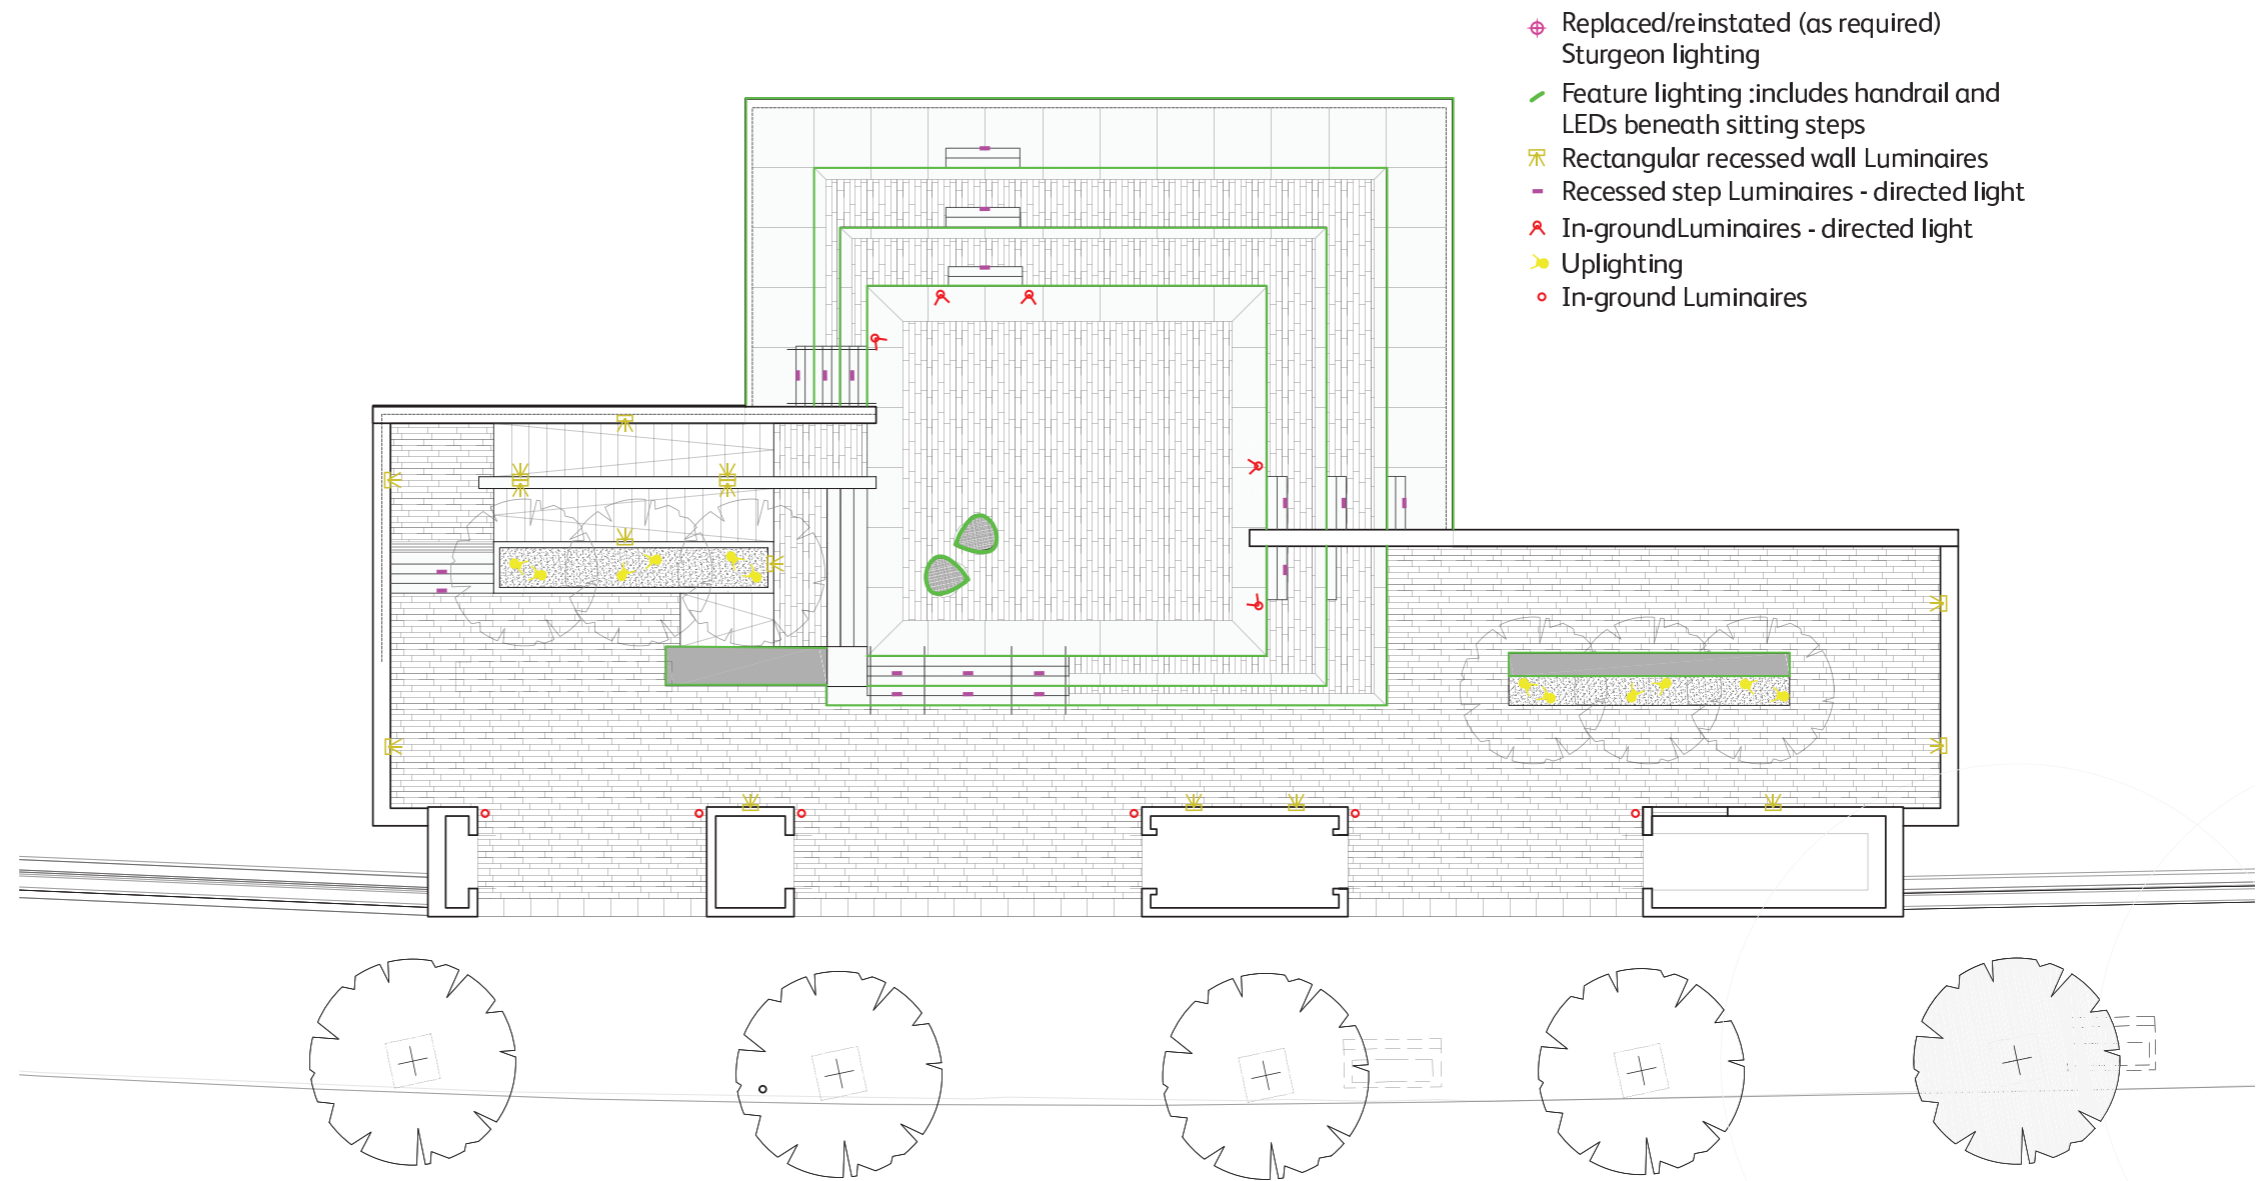 Replaced/reinstated (as required)
Sturgeon lighting
Feature lighting :includes handrail and
LEDs beneath sitting steps
Rectangular recessed wall Luminaires
Recessed step Luminaires - directed light
In-groundLuminaires - directed light
Uplighting
In-ground Luminaires